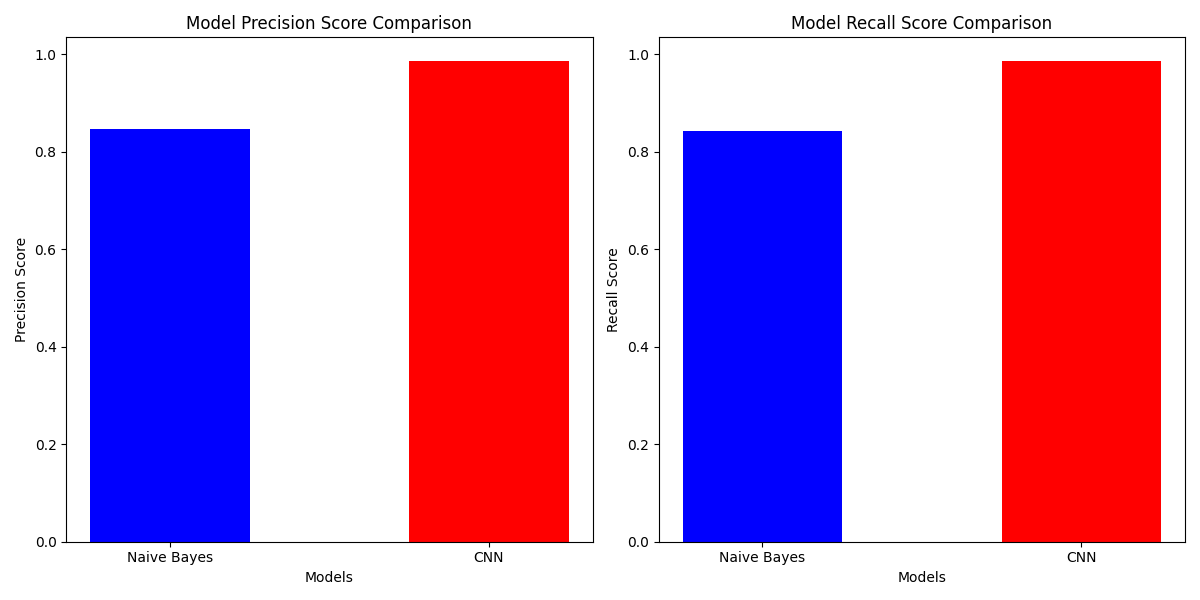 Model Precision Score Comparison
Precision Score
1.0
0.8
0.6
0.4
0.2
0.0
Naive Bayes CNN
Models
Model Recall Score Comparison
Recall Score
1.0
0.8
0.6
0.4
0.2
0.0
Naive Bayes CNN
Models